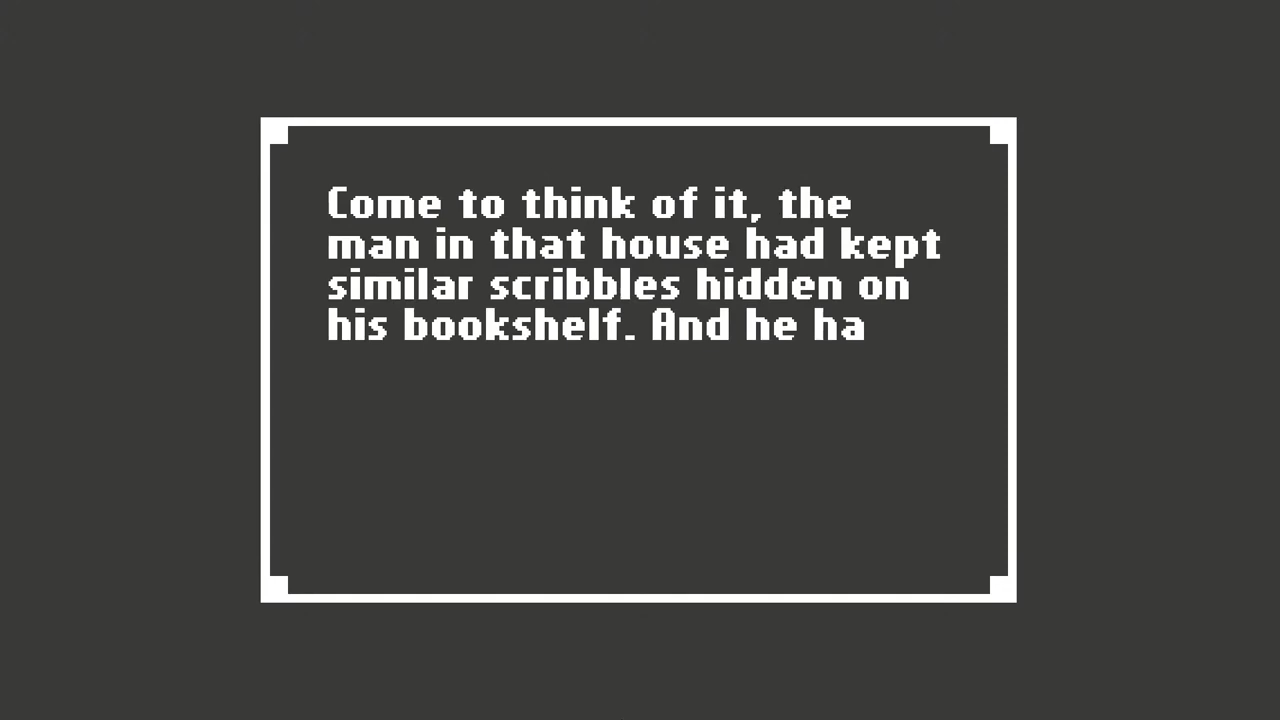 Come to think of it, the
man in that house had kept
similar scribbles hidden on
his bookshelf. And he ha